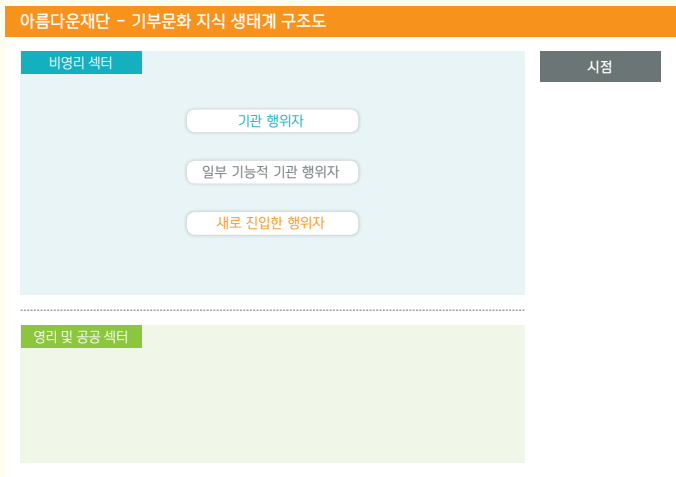 아름다운재단 - 기부문화 지식 생태계 구조도
비영리 섹터
시점
기관 행위자
일부 기능적 기관 행위자
새로 진입한 행위자
영리 및 공공 섹터